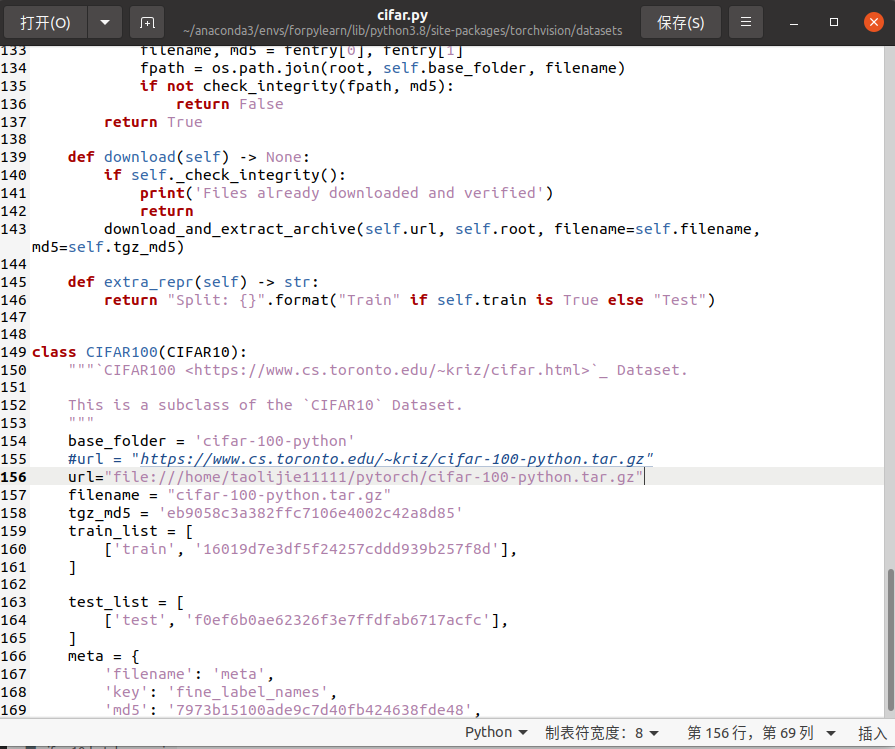 打开(O)
cifar.py
~/anaconda3/envs/forpylearn/lib/python3.8/site-packages/torchvision/datasets
保存(S)
133             filename, md5 = fentry[0], fentry[1]
134             fpath = os.path.join(root, self.base_folder, filename)
135             if not check_integrity(fpath, md5):
136                 return False
137         return True
138
139     def download(self) -> None:
140         if self._check_integrity():
141             print('Files already downloaded and verified')
142             return
143         download_and_extract_archive(self.url, self.root, filename=self.filename,
md5=self.tgz_md5)
144
145     def extra_repr(self) -> str:
146         return "Split: {}".format("Train" if self.train is True else "Test")
147
148
149 class CIFAR100(CIFAR10):
150     """`CIFAR100 <https://www.cs.toronto.edu/~kriz/cifar.html>`_ Dataset.
151
152     This is a subclass of the `CIFAR10` Dataset.
153     """
154     base_folder = 'cifar-100-python'
155     #url = "https://www.cs.toronto.edu/~kriz/cifar-100-python.tar.gz"
156     url="file:///home/taolijie11111/pytorch/cifar-100-python.tar.gz"
157     filename = "cifar-100-python.tar.gz"
158     tgz_md5 = 'eb9058c3a382ffc7106e4002c42a8d85'
159     train_list = [
160         ['train', '16019d7e3df5f24257cddd939b257f8d'],
161     ]
162
163     test_list = [
164         ['test', 'f0ef6b0ae62326f3e7ffdfab6717acfc'],
165     ]
166     meta = {
167         'filename': 'meta',
168         'key': 'fine_label_names',
169         'md5': '7973b15100ade9c7d40fb424638fde48',
Python 制表符宽度：8 第 156 行，第 69 列 插入